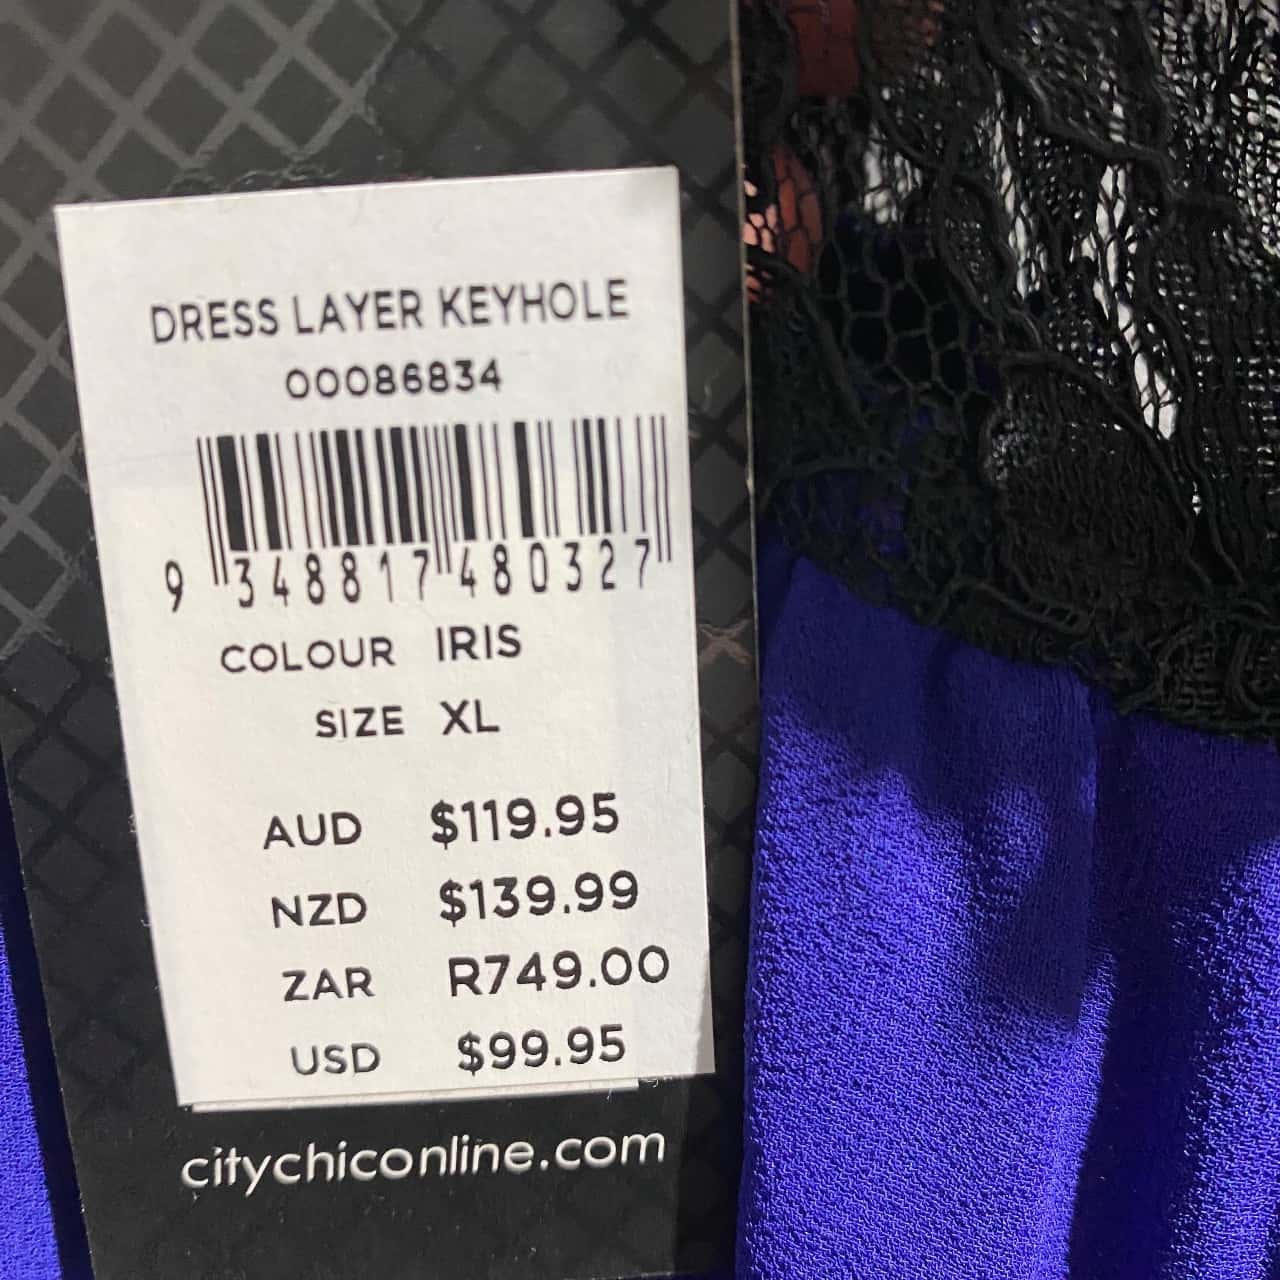 DRESS LAYER KEYHOLE
00086834
9 348817 480327
COLOUR IRIS
SIZE XL
AUD $119.95
NZD $139.99
ZAR R749.00
USD $99.95
citychiconline.com